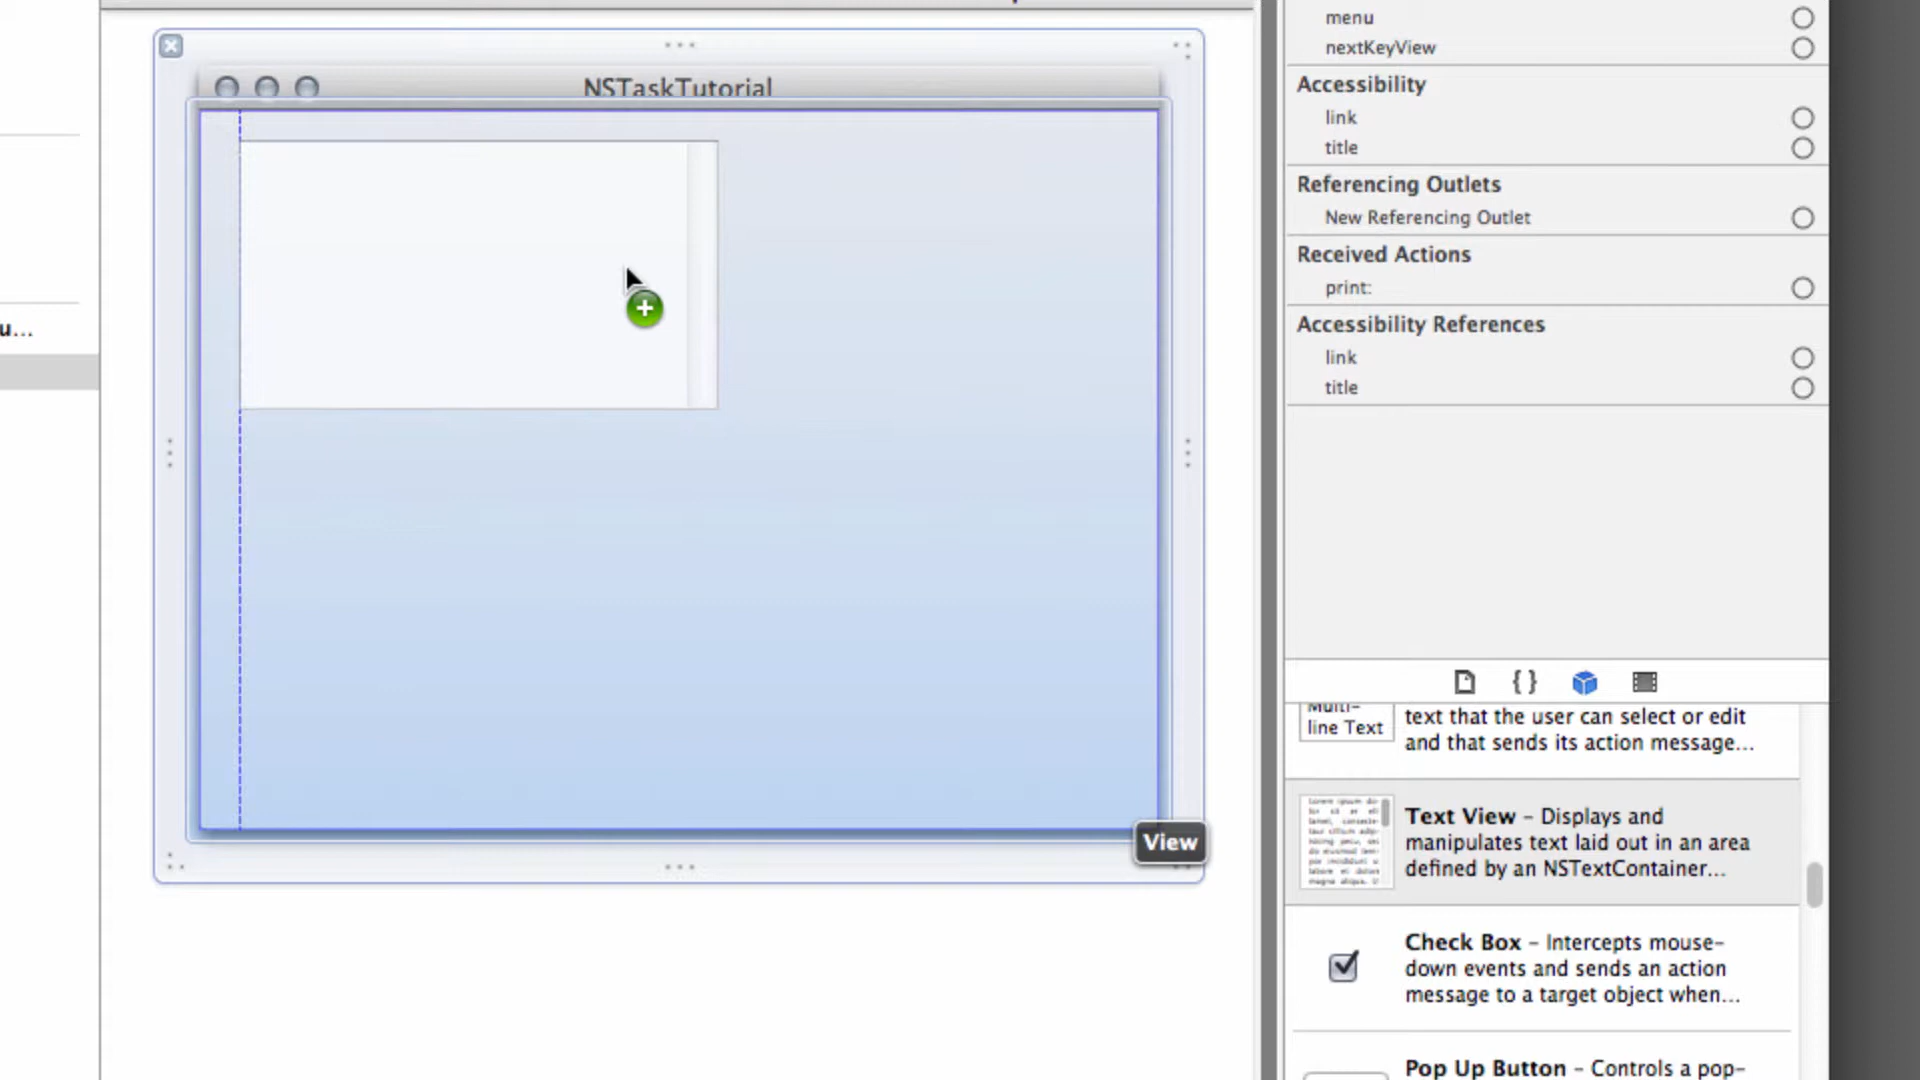 NSTaskTutorial
u...
View
menu
nextKeyView
Accessibility
link
title
Referencing Outlets
New Referencing Outlet
Received Actions
print:
Accessibility References
link
title
{ }
Multi-
line Text
text that the user can select or edit
and that sends its action message...
Text View - Displays and
manipulates text laid out in an area
defined by an NSTextContainer...
Check Box - Intercepts mouse-
down events and sends an action
message to a target object when...
Pop Up Button - Controls a pop-